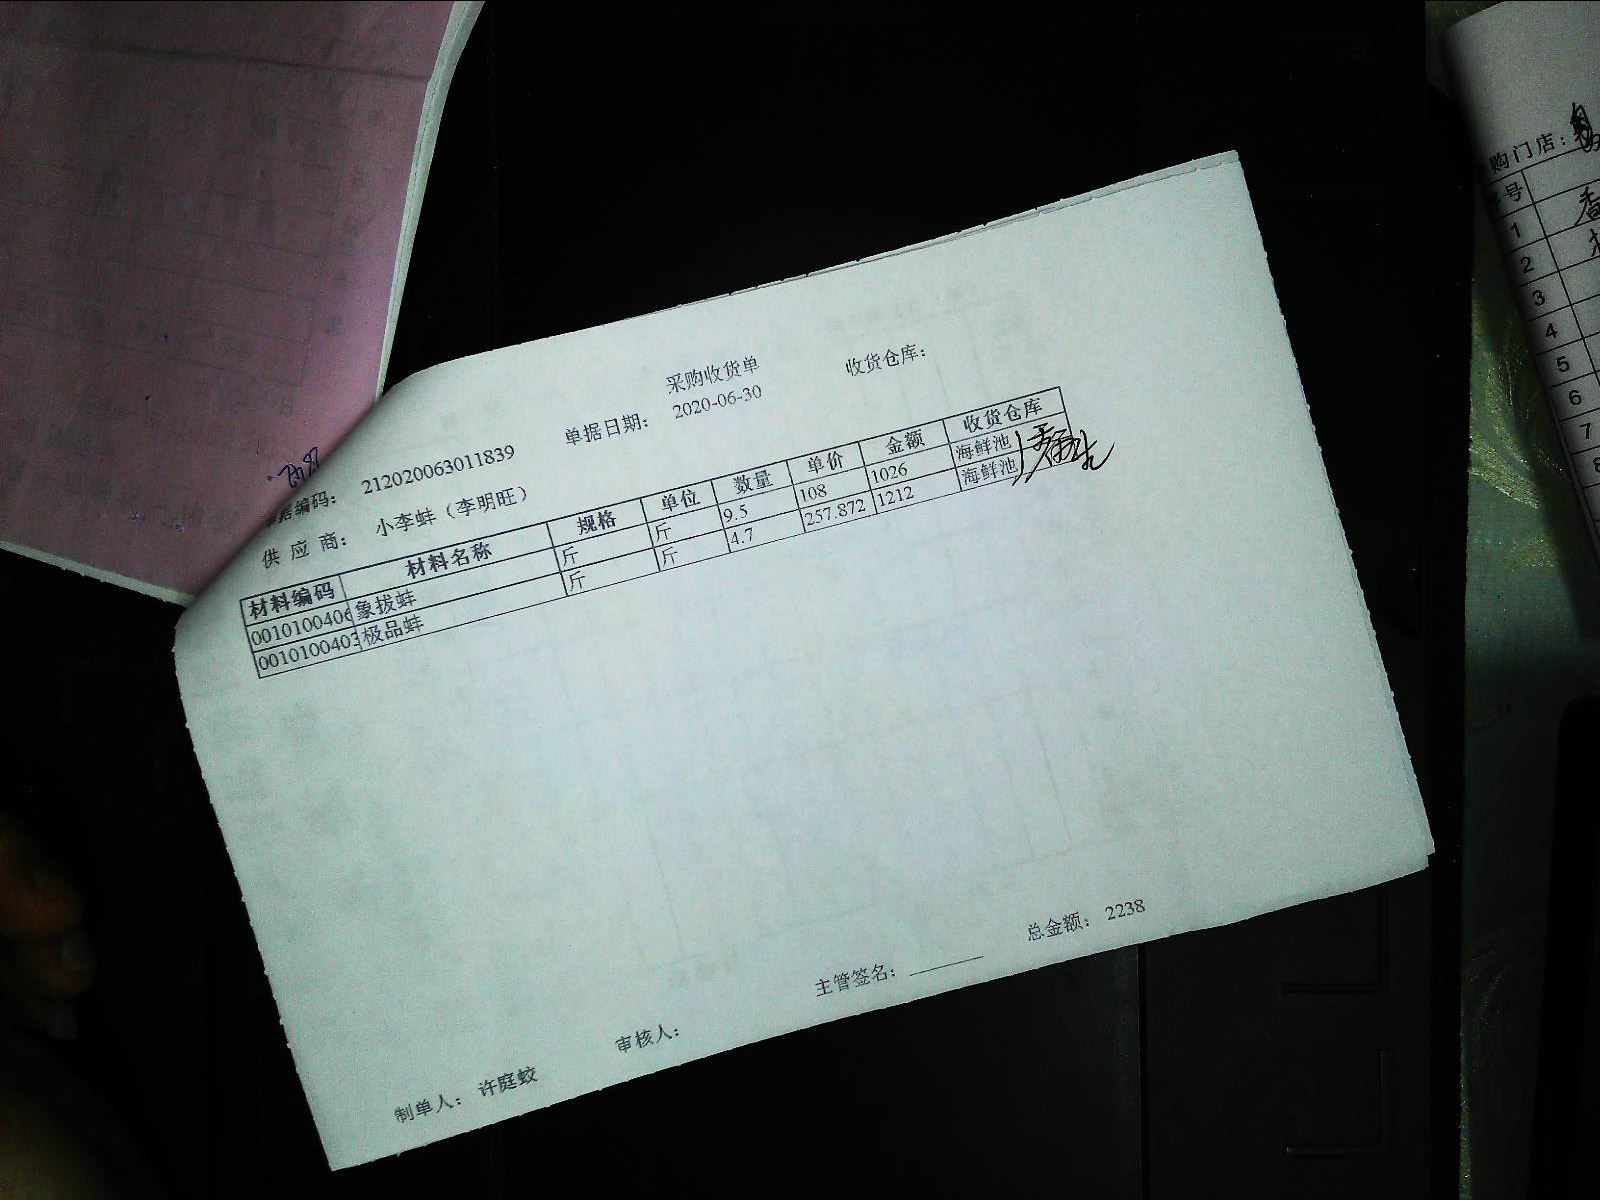 采购收货单
收货仓库：
单据日期： 2020-06-30
据编码： 212020063011839
供应商： 小李蚌（李明旺）
材料编码 材料名称 规格 单位 数量 单价 金额 收货仓库
0010100406 象拔蚌 斤 斤 9.5 108 1026 海鲜池
001010040 极品蚌 斤 斤 4.7 257.872 1212 海鲜池
总金额： 2238
主管签名：
审核人：
制单人： 许庭蛟
购门店：
号
1
2
3
4
5
6
7
8